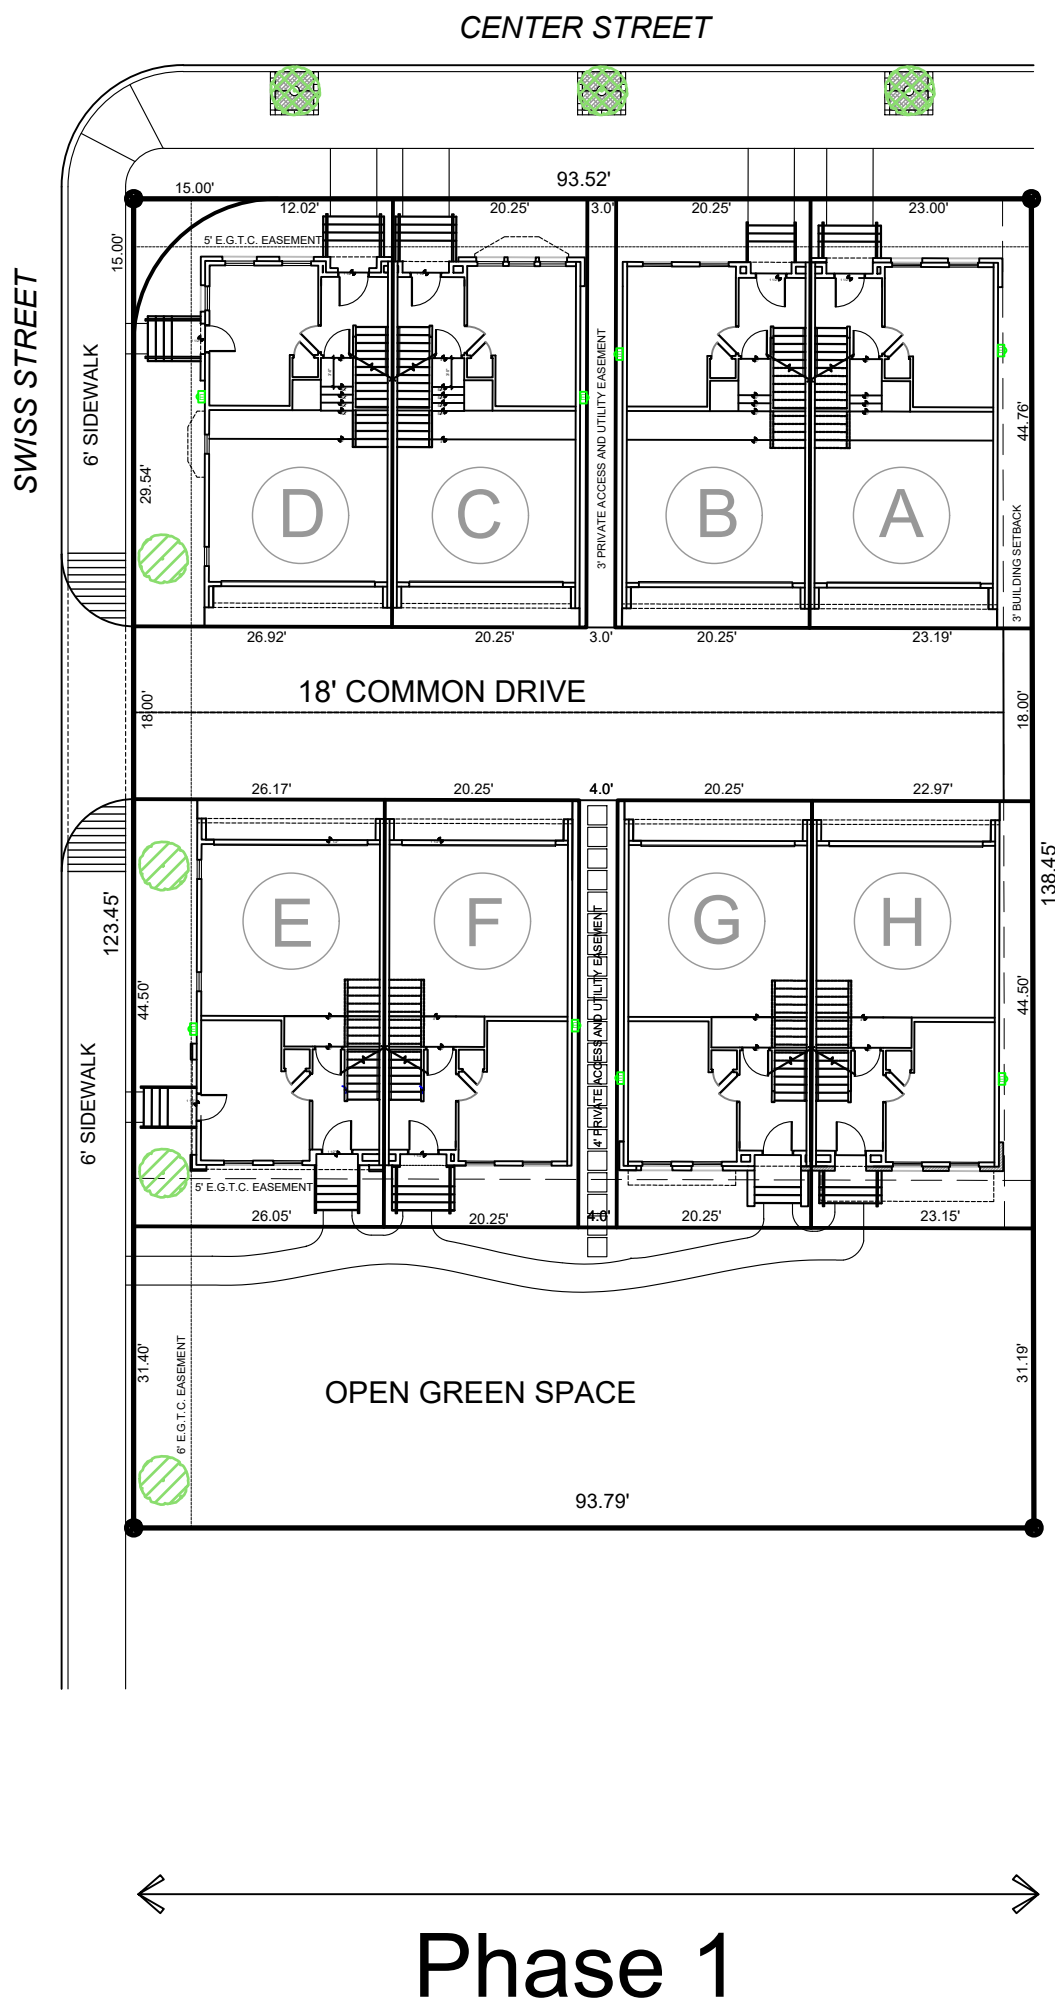 CENTER STREET
93.52'
15.00'
12.02'
20.25'
3.0'
20.25'
23.00'
15.00'
5' E.G.T.C. EASEMENT
SWISS STREET
6' SIDEWALK
3' PRIVATE ACCESS AND UTILITY EASEMENT
44.76'
29.54'
D
C
B
A
3' BUILDING SETBACK
26.92'
20.25'
3.0'
20.25'
23.19'
18.00'
18' COMMON DRIVE
18.00'
26.17'
20.25'
4.0'
20.25'
22.97'
138.45'
123.45'
E
F
G
H
4' PRIVATE ACCESS AND UTILITY EASEMENT
44.50'
44.50'
6' SIDEWALK
5' E.G.T.C. EASEMENT
26.05'
20.25'
4.0'
20.25'
23.15'
31.40'
6' E.G.T.C. EASEMENT
31.19'
OPEN GREEN SPACE
93.79'
Phase 1